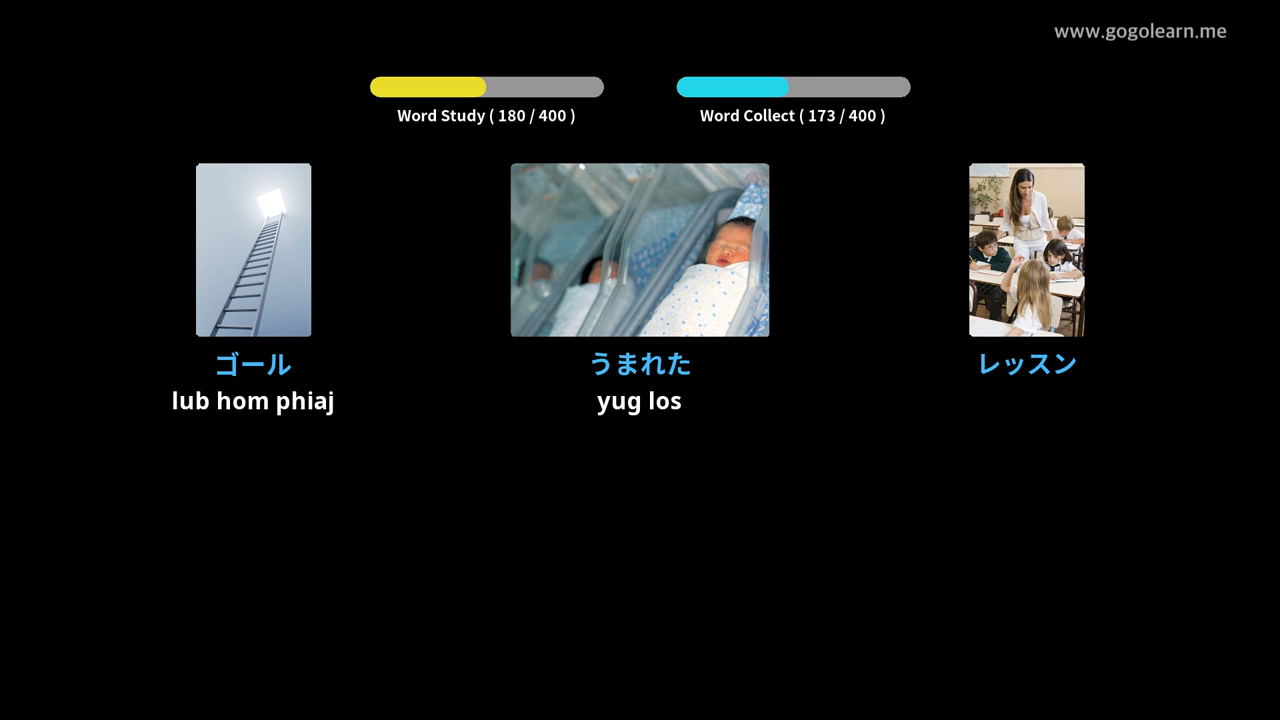 www.gogolearn.me
Word Study ( 180 / 400 )
Word Collect ( 173 / 400 )
ゴール
うまれた
レッスン
lub hom phiaj
yug los